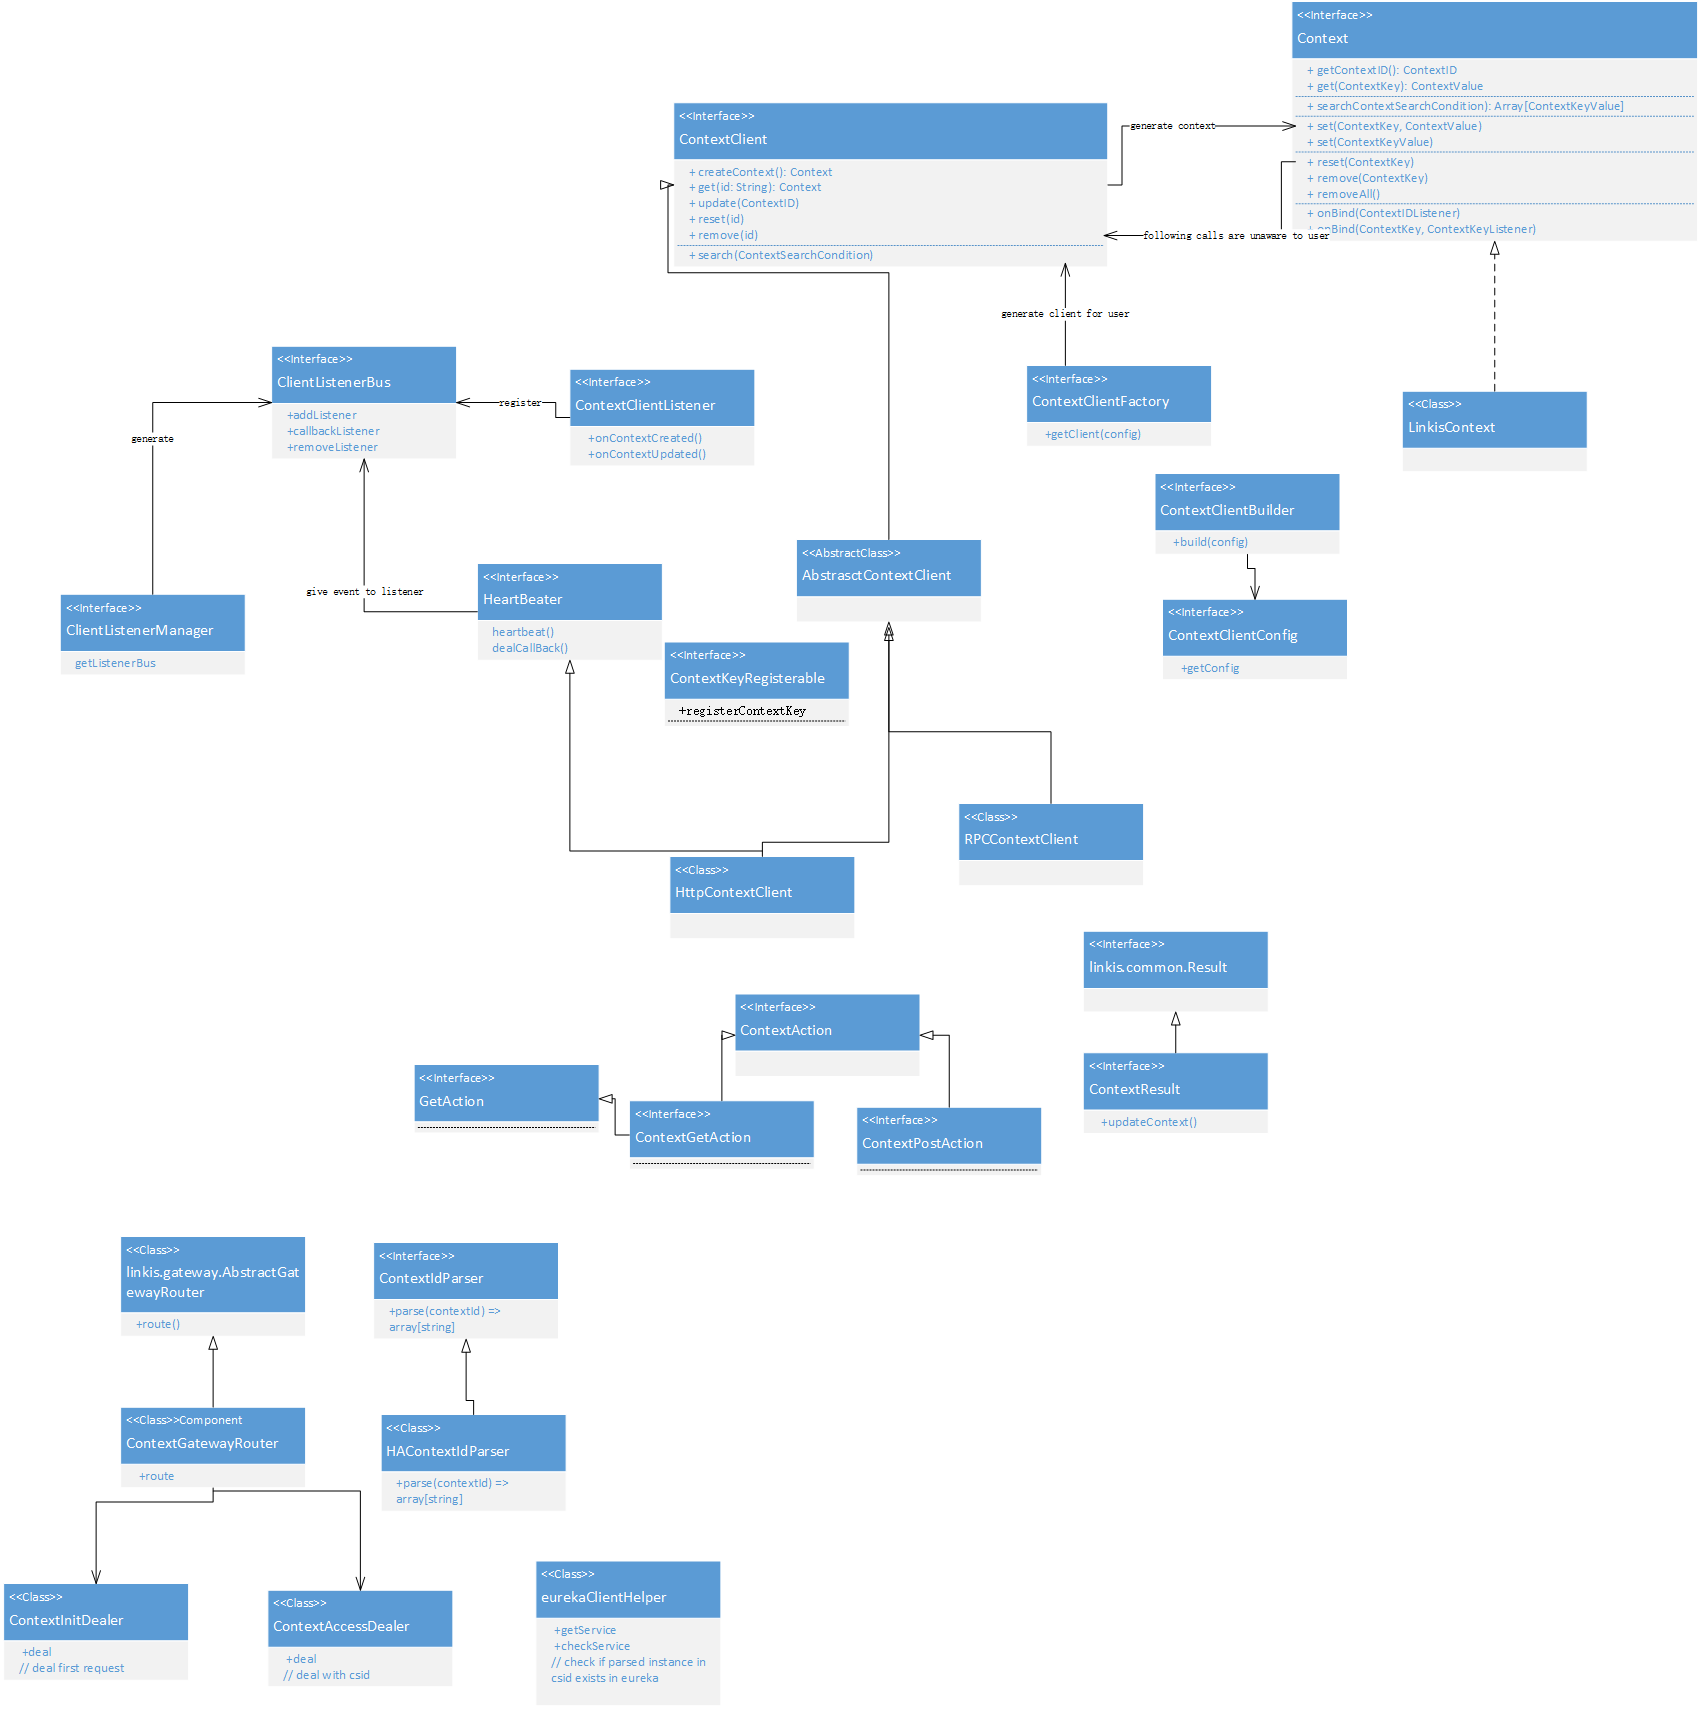 <<Interface>>
Context
+ getContextID(): ContextID
+ get(ContextKey): ContextValue
+ searchContextSearchCondition): Array[ContextKeyValue]
+ set(ContextKey, ContextValue)
+ set(ContextKeyValue)
+ reset(ContextKey)
+ remove(ContextKey)
+ removeAll()
+ onBind(ContextIDListener)
+ onBind(ContextKey, ContextKeyListener)
<<Interface>>
ContextClient
+ createContext(): Context
+ get(id: String): Context
+ update(ContextID)
+ reset(id)
+ remove(id)
+ search(ContextSearchCondition)
generate context
following calls are unaware to user
generate client for user
<<Interface>>
ClientListenerBus
+addListener
+callbackListener
+removeListener
<<Interface>>
ContextClientListener
+onContextCreated()
+onContextUpdated()
register
generate
<<Interface>>
ContextClientFactory
+getClient(config)
<<Class>>
LinkisContext
<<Interface>>
ContextClientBuilder
+build(config)
<<Interface>>
ContextClientConfig
+getConfig
<<AbstractClass>>
AbstrasctContextClient
<<Interface>>
HeartBeater
heartbeat()
dealCallBack()
give event to listener
<<Interface>>
ClientListenerManager
getListenerBus
<<Interface>>
ContextKeyRegisterable
+registerContextKey
<<Class>>
RPCContextClient
<<Class>>
HttpContextClient
<<Interface>>
linkis.common.Result
<<Interface>>
ContextResult
+updateContext()
<<Interface>>
ContextAction
<<Interface>>
GetAction
<<Interface>>
ContextGetAction
<<Interface>>
ContextPostAction
<<Class>>
linkis.gateway.AbstractGat
ewayRouter
+route()
<<Interface>>
ContextIdParser
+parse(contextId) =>
array[string]
<<Class>>Component
ContextGatewayRouter
+route
<<Class>>
HAContextIdParser
+parse(contextId) =>
array[string]
<<Class>>
ContextInitDealer
+deal
// deal first request
<<Class>>
ContextAccessDealer
+deal
// deal with csid
<<Class>>
eurekaClientHelper
+getService
+checkService
// check if parsed instance in
csid exists in eureka